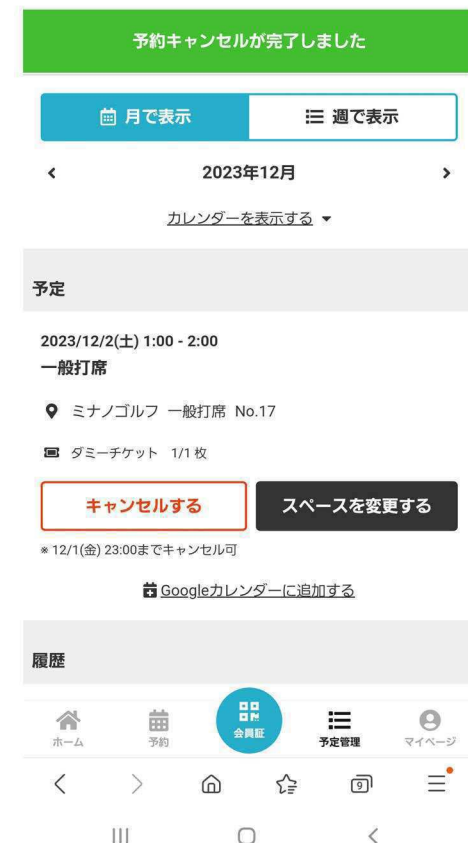 予約キャンセルが完了しました
月で表示
週で表示
2023年12月
カレンダーを表示する
予定
2023/12/2(土) 1:00 - 2:00
一般打席
ミナノゴルフ 一般打席 No.17
ダミーチケット 1/1 枚
キャンセルする
スペースを変更する
※ 12/1(金) 23:00までキャンセル可
Googleカレンダーに追加する
履歴
ホーム
予約
会員証
予定管理
マイページ
9